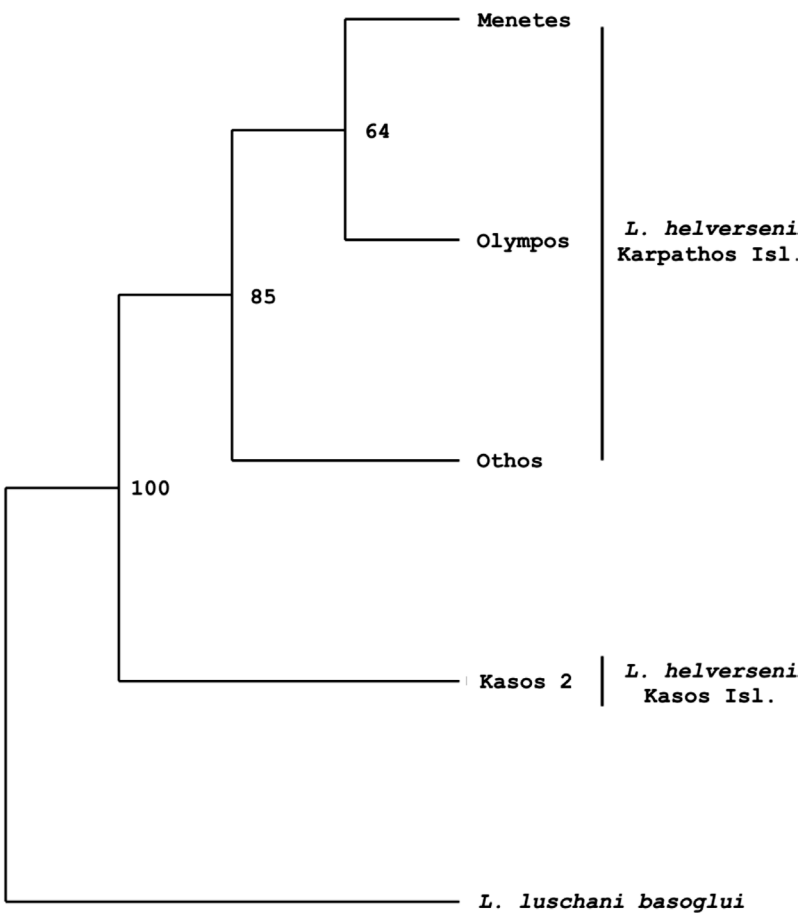 Menetes
64
Olympos
L. helverseni
Karpathos Isl.
85
Othos
100
Kasos 2
L. helverseni
Kasos Isl.
L. luschani basoglui